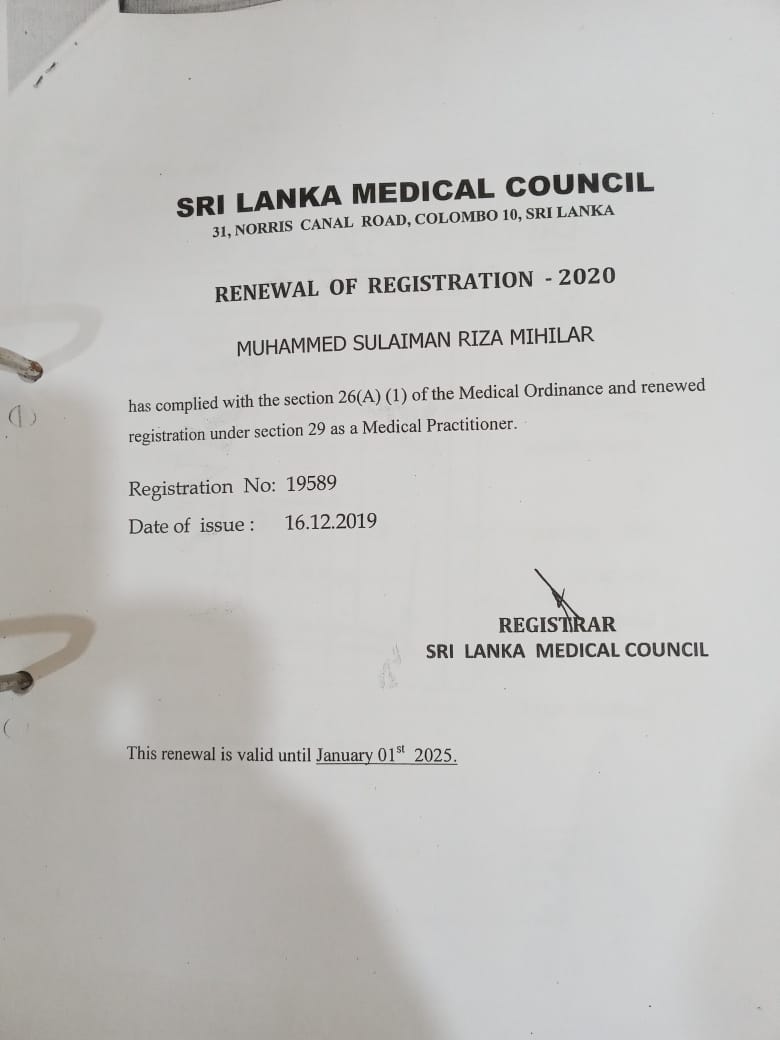 SRI LANKA MEDICAL COUNCIL
31, NORRIS CANAL ROAD, COLOMBO 10, SRI LANKA
RENEWAL OF REGISTRATION - 2020
MUHAMMED SULAIMAN RIZA MIHILAR
has complied with the section 26(A) (1) of the Medical Ordinance and renewed
registration under section 29 as a Medical Practitioner.
Registration No: 19589
Date of issue : 16.12.2019
REGISTRAR
SRI LANKA MEDICAL COUNCIL
This renewal is valid until January 01st 2025.